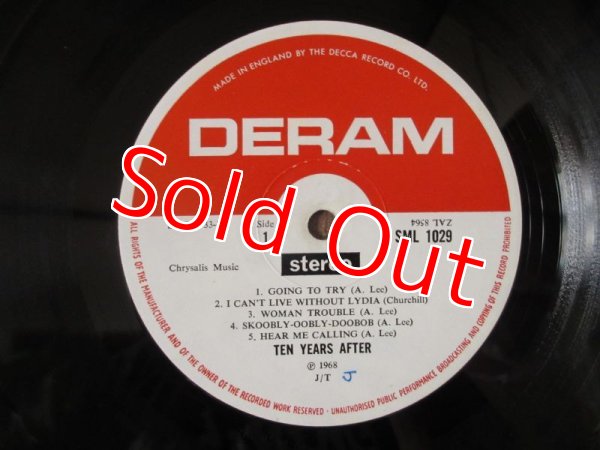 MADE IN ENGLAND BY THE DECCA RECORD CO. LTD.
DERAM
Sold Out
Side
1
ZAL 8564
SML 1029
Chrysalis Music
stereo
1. GOING TO TRY (A. Lee)
2. I CAN'T LIVE WITHOUT LYDIA (Churchill)
3. WOMAN TROUBLE (A. Lee)
4. SKOOBLY-OOBLY-DOOBOB (A. Lee)
5. HEAR ME CALLING (A. Lee)
TEN YEARS AFTER
℗ 1968
J/T J
ALL RIGHTS OF THE MANUFACTURER AND OF THE OWNER OF THE RECORDED WORK RESERVED - UNAUTHORISED PUBLIC PERFORMANCE BROADCASTING AND COPYING OF THIS RECORD PROHIBITED